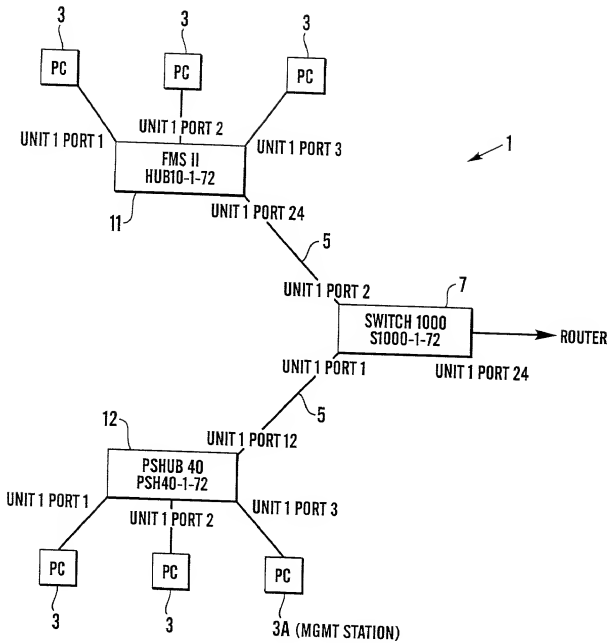 3
3
3
PC
PC
PC
UNIT 1 PORT 1
UNIT 1 PORT 2
UNIT 1 PORT 3
1
FMS II
HUB10-1-72
11
UNIT 1 PORT 24
5
UNIT 1 PORT 2
7
SWITCH 1000
S1000-1-72
ROUTER
UNIT 1 PORT 1
UNIT 1 PORT 24
5
12
UNIT 1 PORT 12
PSHUB 40
PSH40-1-72
UNIT 1 PORT 1
UNIT 1 PORT 2
UNIT 1 PORT 3
PC
PC
PC
3
3
3A (MGMT STATION)